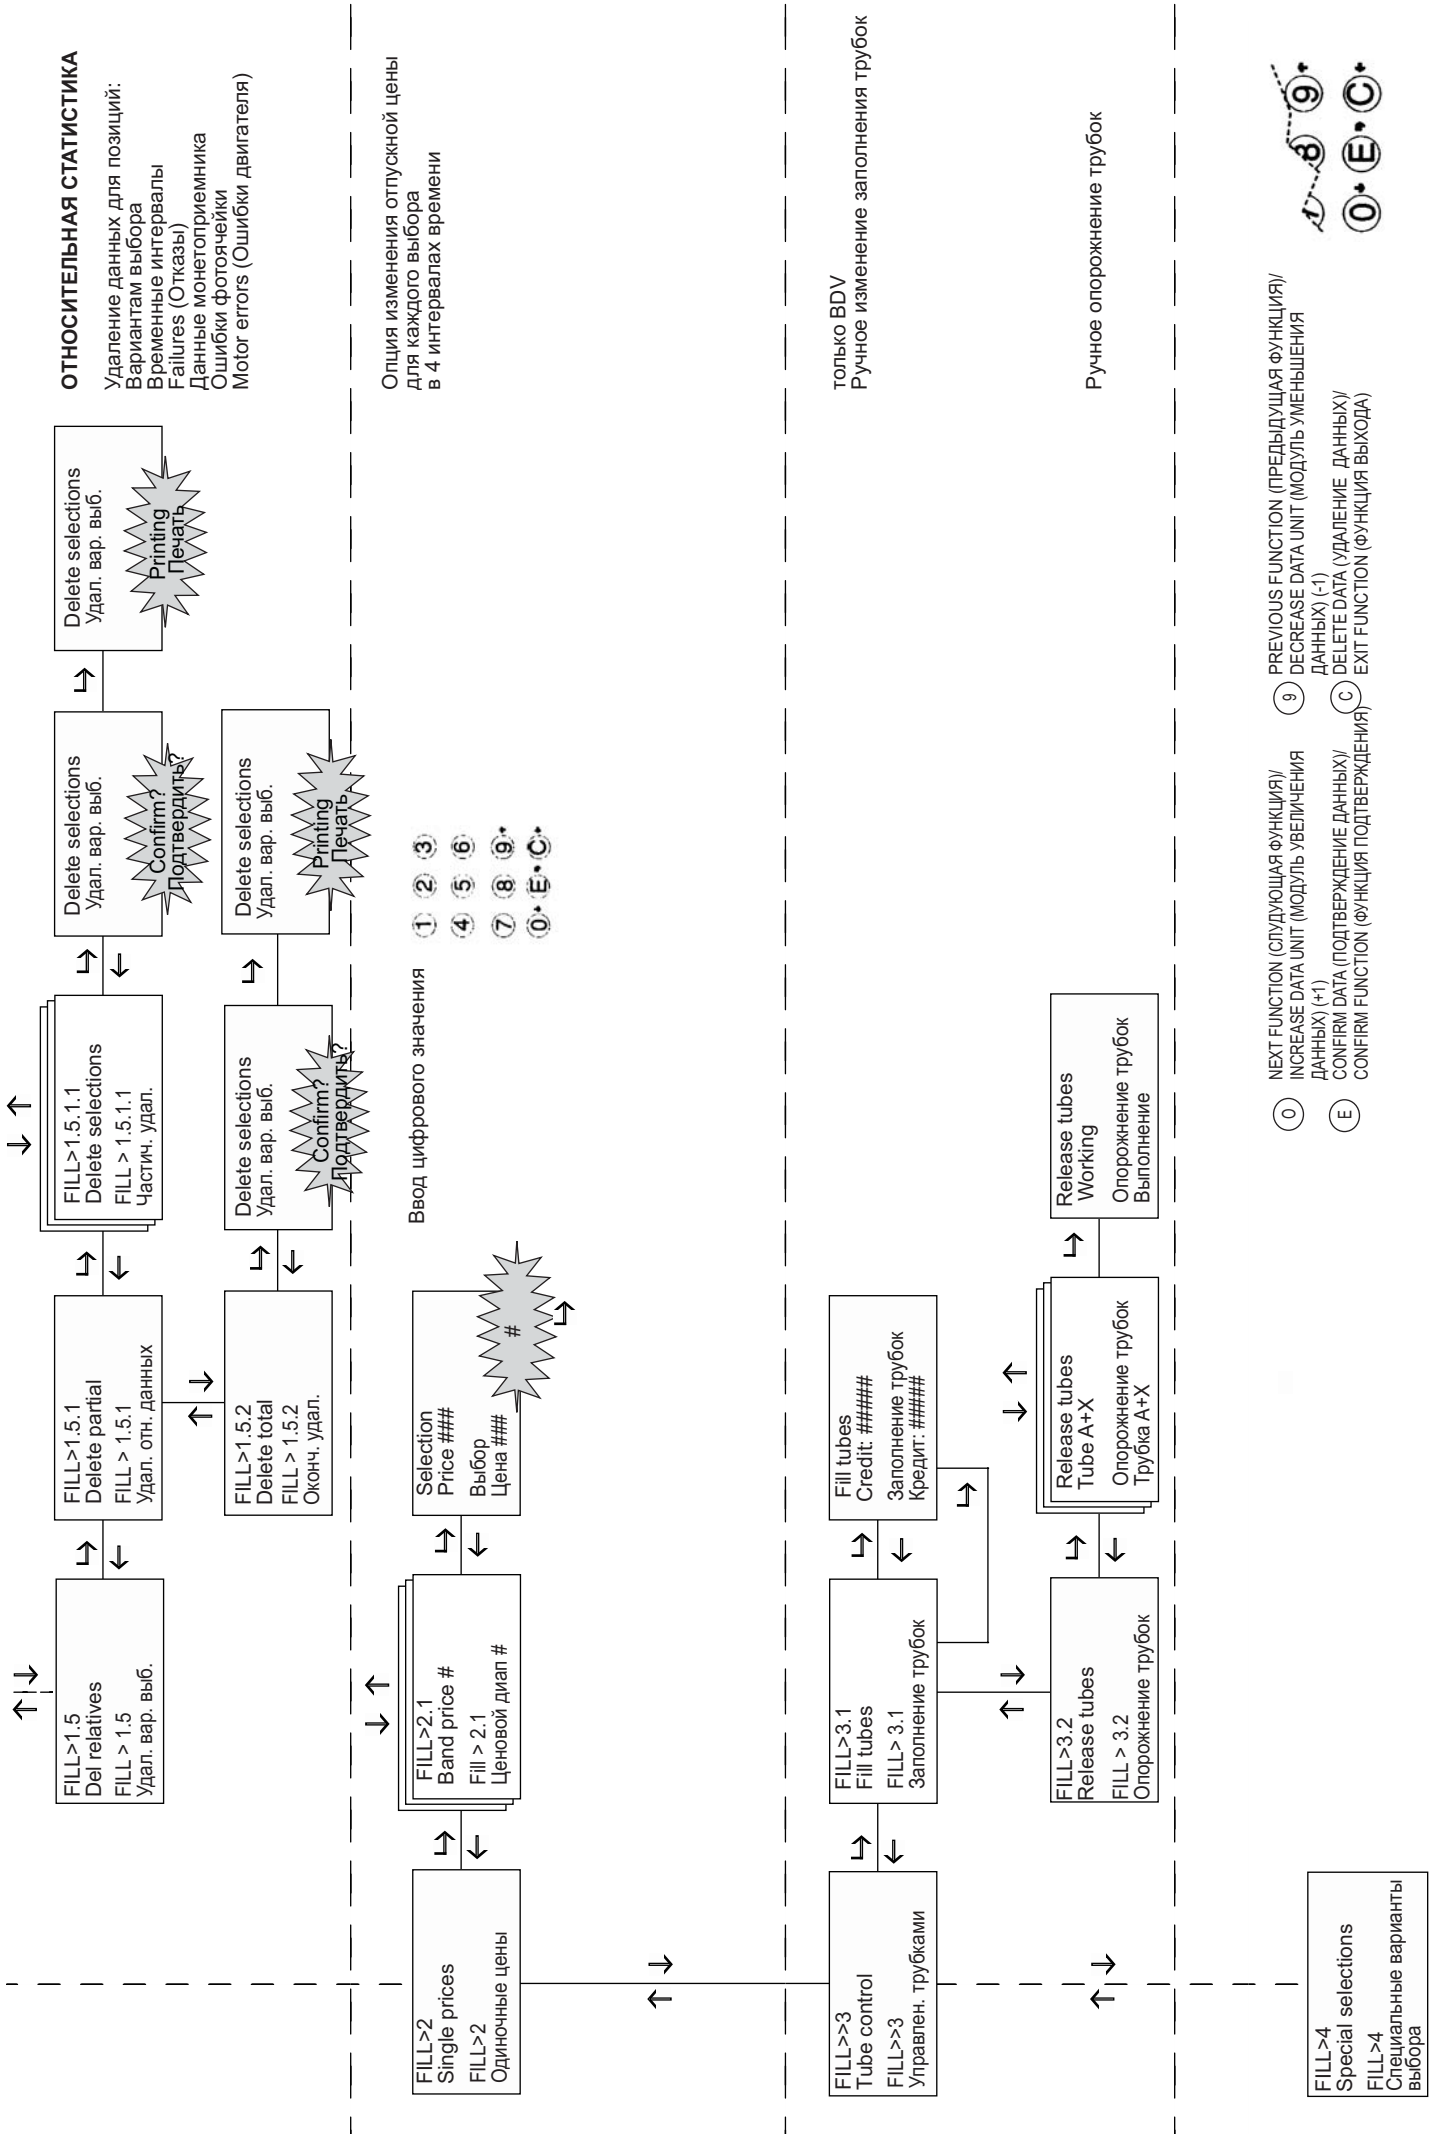 FILL>1.5
Del relatives
FILL > 1.5
Удал. вар. выб.
FILL>1.5.1
Delete partial
FILL > 1.5.1
Удал. отн. данных
FILL>1.5.1.1
Delete selections
FILL > 1.5.1.1
Частич. удал.
Delete selections
Удал. вар. выб.
Confirm?
Подтвердить?
Delete selections
Удал. вар. выб.
Printing
Печать
ОТНОСИТЕЛЬНАЯ СТАТИСТИКА
Удаление данных для позиций:
Вариантам выбора
Временные интервалы
Failures (Отказы)
Данные монетоприемника
Ошибки фотоячейки
Motor errors (Ошибки двигателя)
FILL>1.5.2
Delete total
FILL > 1.5.2
Оконч. удал.
Delete selections
Удал. вар. выб.
Confirm?
Подтвердить?
Delete selections
Удал. вар. выб.
Printing
Печать
FILL>2
Single prices
FILL>2
Одиночные цены
FILL>2.1
Band price #
Fill > 2.1
Ценовой диап #
Selection
Price ###
Выбор
Цена ###
#
Ввод цифрового значения
1 2 3
4 5 6
7 8 9
0 E C
Опция изменения отпускной цены
для каждого выбора
в 4 интервалах времени
FILL>>3
Tube control
FILL>>3
Управлен. трубками
FILL>3.1
Fill tubes
FILL> 3.1
Заполнение трубок
Fill tubes
Credit: #####
Заполнение трубок
Кредит: #####
только BDV
Ручное изменение заполнения трубок
FILL>3.2
Release tubes
FILL > 3.2
Опорожнение трубок
Release tubes
Tube A+X
Опорожнение трубок
Трубка A+X
Release tubes
Working
Опорожнение трубок
Выполнение
Ручное опорожнение трубок
FILL>4
Special selections
FILL>4
Специальные варианты
выбора
0
NEXT FUNCTION (СЛУДУЮЩАЯ ФУНКЦИЯ)/
INCREASE DATA UNIT (МОДУЛЬ УВЕЛИЧЕНИЯ
ДАННЫХ) (+1)
E
CONFIRM DATA (ПОДТВЕРЖДЕНИЕ ДАННЫХ)/
CONFIRM FUNCTION (ФУНКЦИЯ ПОДТВЕРЖДЕНИЯ)
9
PREVIOUS FUNCTION (ПРЕДЫДУЩАЯ ФУНКЦИЯ)/
DECREASE DATA UNIT (МОДУЛЬ УМЕНЬШЕНИЯ
ДАННЫХ) (-1)
C
DELETE DATA (УДАЛЕНИЕ ДАННЫХ)/
EXIT FUNCTION (ФУНКЦИЯ ВЫХОДА)
8 9
0 E C